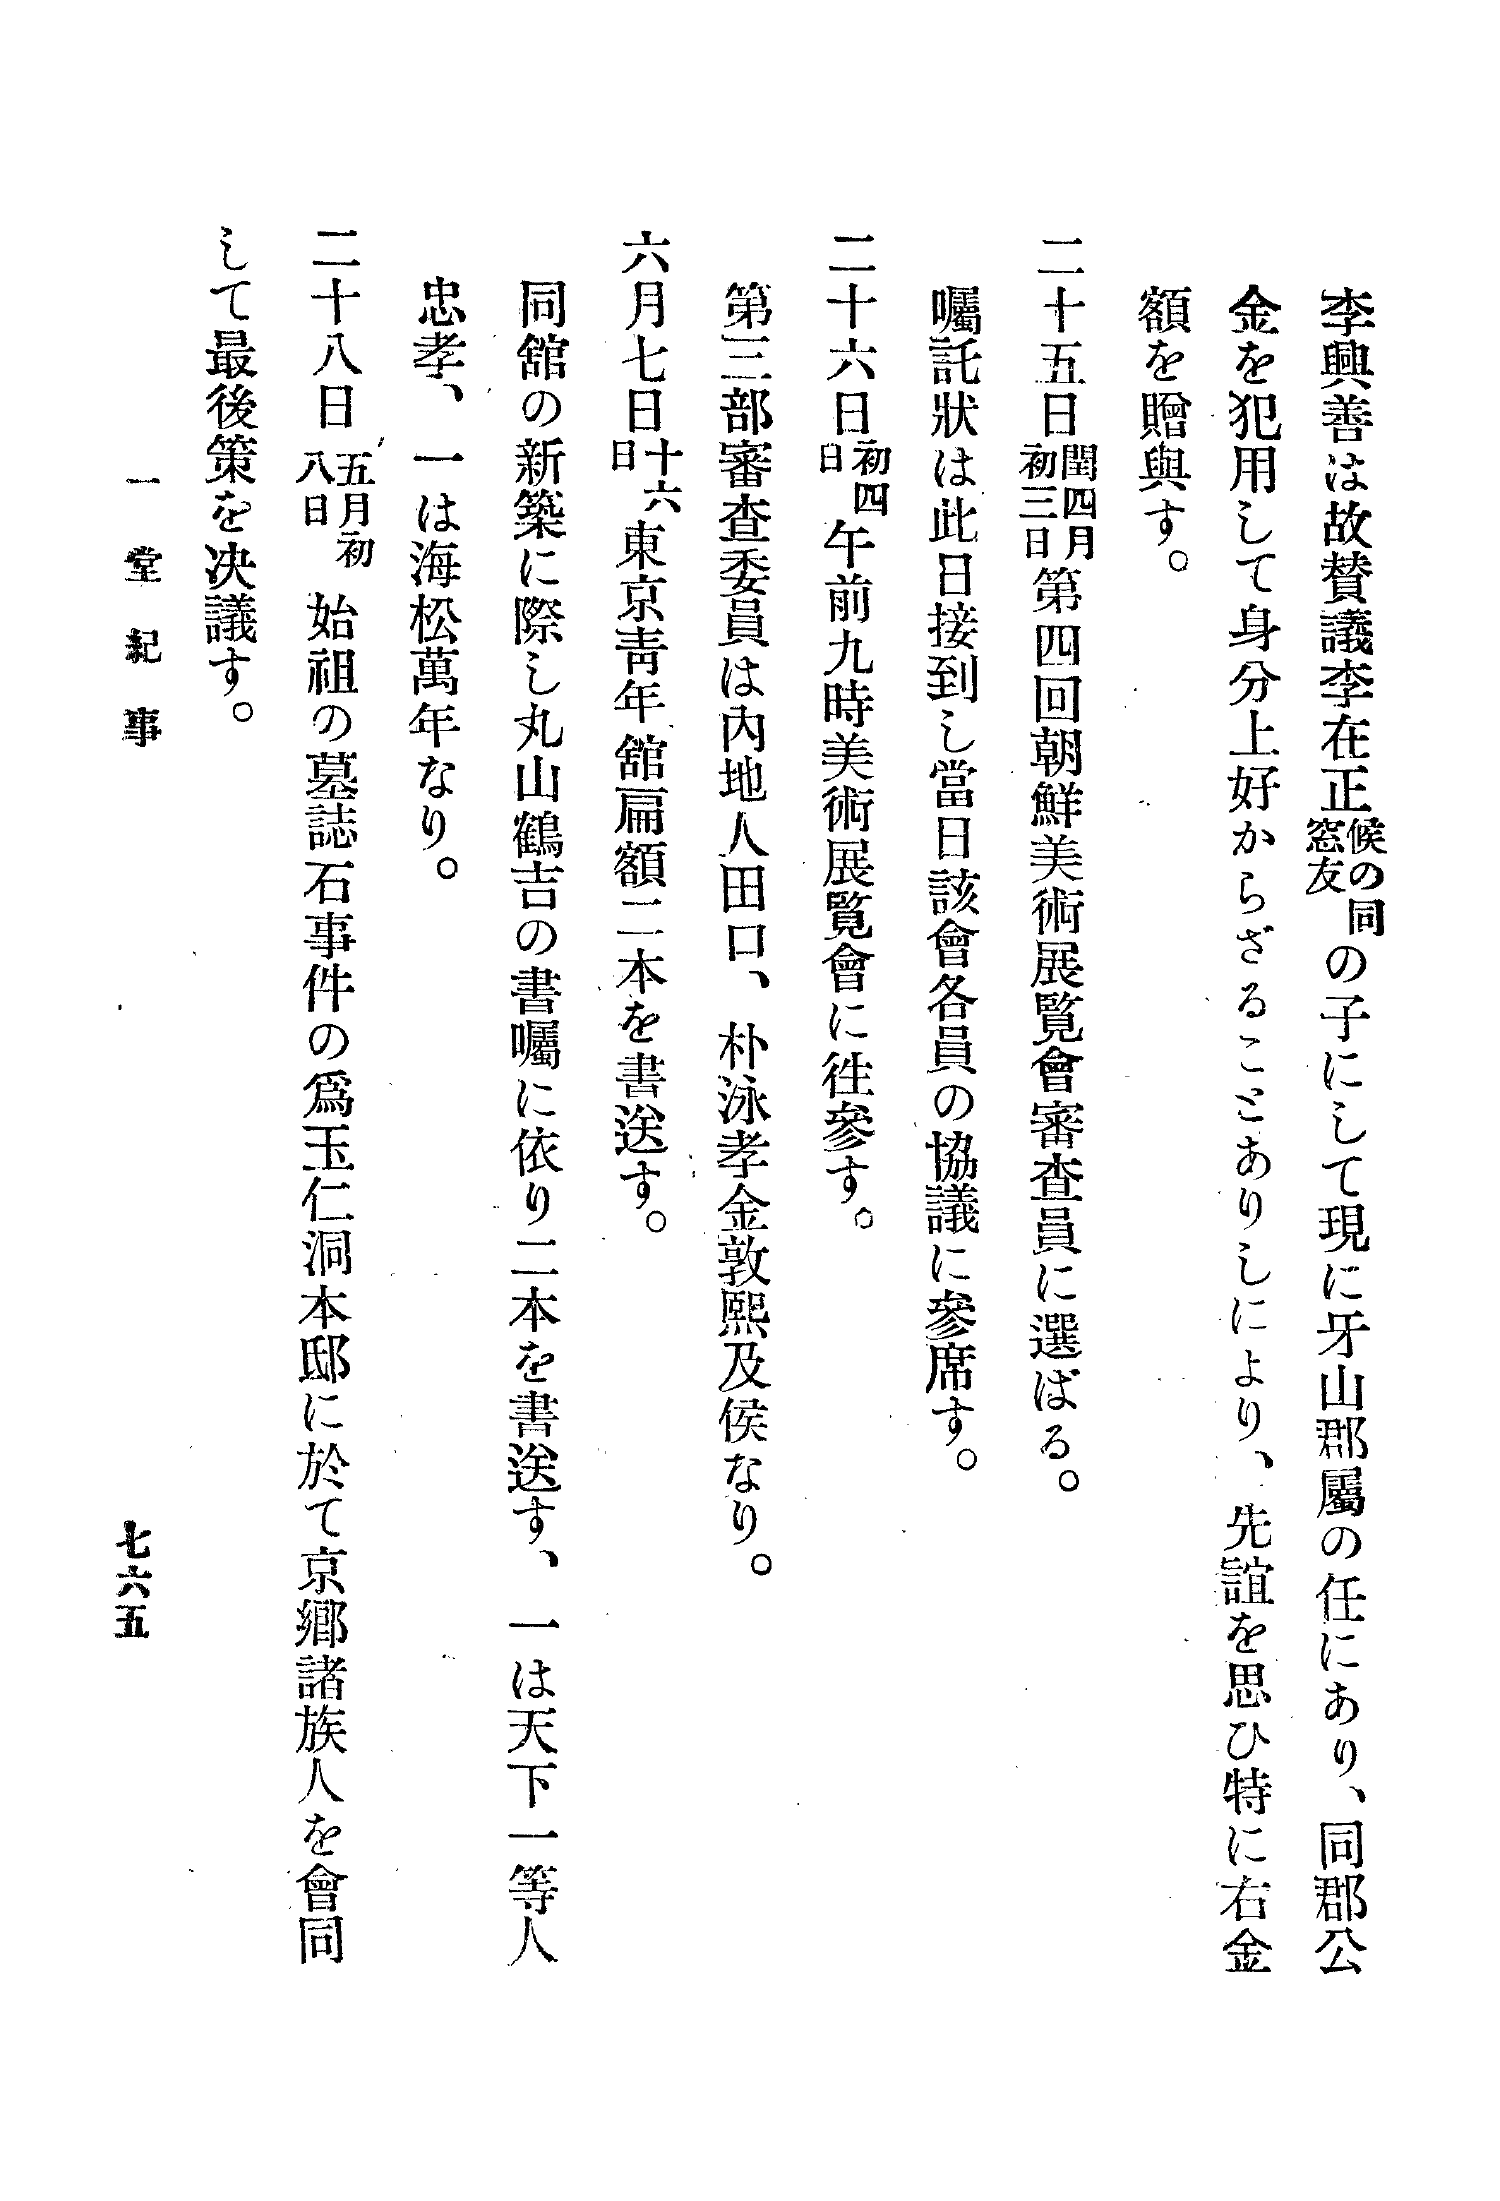 李興善は故賛議李在正候の同窓友の子にして現に牙山郡屬の任にあり、同郡公
金を犯用して身分上好からざることありしにより、先誼を思ひ特に右金
額を贈與す。
二十五日閏四月初三日第四回朝鮮美術展覧會審査員に選ばる。
囑託狀は此日接到し當日該會各員の協議に參席す。
二十六日初四日午前九時美術展覧會に徃參す。
第三部審査委員は內地人田口、朴泳孝金敦熙及侯なり。
六月七日十六日東京靑年舘扁額二本を書送す。
同舘の新築に際し丸山鶴吉の書囑に依り二本を書送す、一は天下一等人
忠孝、一は海松萬年なり。
二十八日五月初八日始祖の墓誌石事件の爲玉仁洞本邸に於て京鄉諸族人を會同
して最後策を决議す。
一堂紀事
七六五